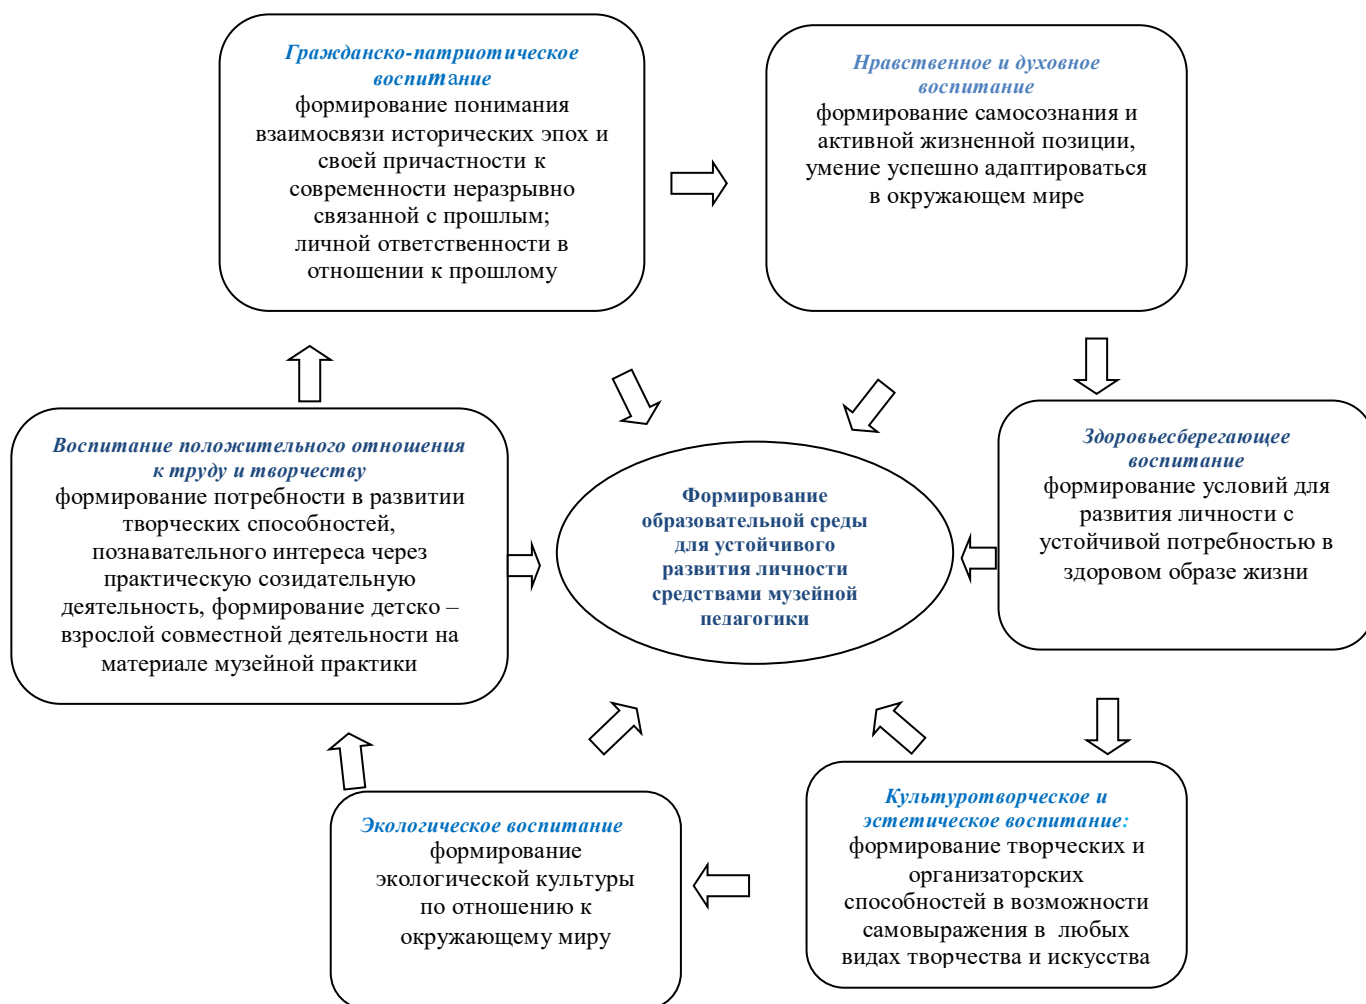 Гражданско-патриотическое
воспитание
формирование понимания
взаимосвязи исторических эпох и
своей причастности к
современности неразрывно
связанной с прошлым;
личной ответственности в
отношении к прошлому
Нравственное и духовное
воспитание
формирование самосознания и
активной жизненной позиции,
умение успешно адаптироваться
в окружающем мире
Воспитание положительного отношения
к труду и творчеству
формирование потребности в развитии
творческих способностей,
познавательного интереса через
практическую созидательную
деятельность, формирование детско –
взрослой совместной деятельности на
материале музейной практики
Формирование
образовательной среды
для устойчивого
развития личности
средствами музейной
педагогики
Здоровьесберегающее
воспитание
формирование условий для
развития личности с
устойчивой потребностью в
здоровом образе жизни
Экологическое воспитание
формирование
экологической культуры
по отношению к
окружающему миру
Культуротворческое и
эстетическое воспитание:
формирование творческих и
организаторских
способностей в возможности
самовыражения в любых
видах творчества и искусства